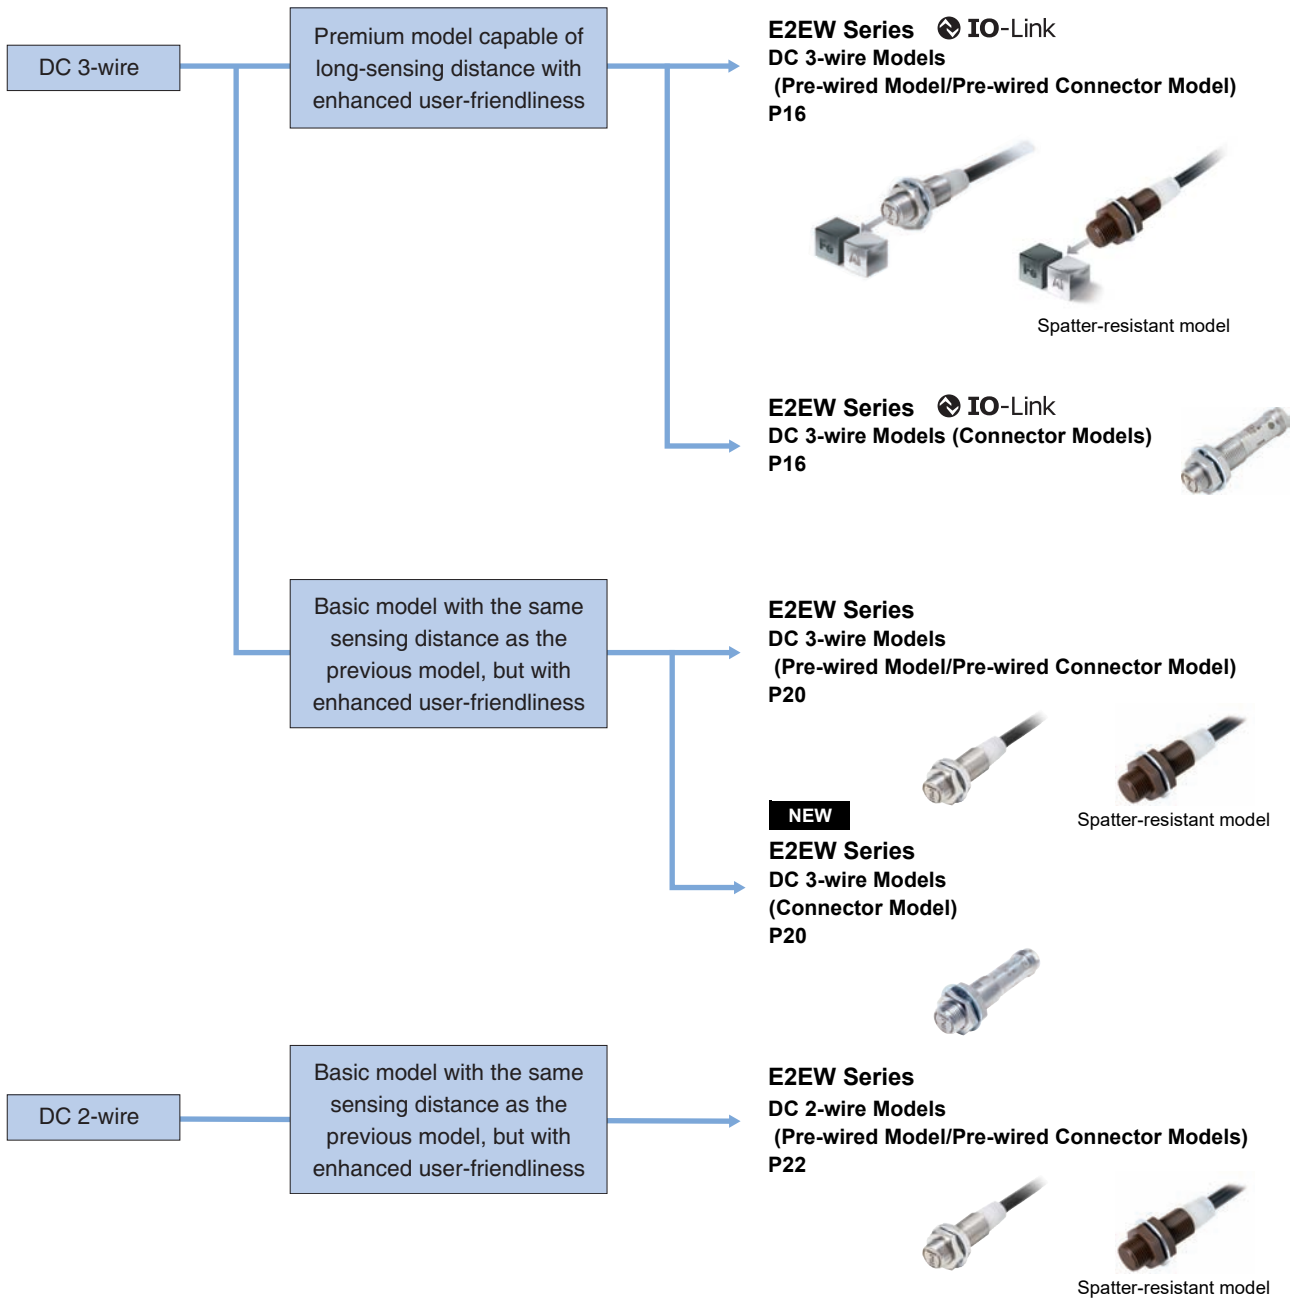 DC 3-wire
Premium model capable of
long-sensing distance with
enhanced user-friendliness
E2EW Series IO-Link
DC 3-wire Models
(Pre-wired Model/Pre-wired Connector Model)
P16
Fe
Al
Fe
Al
Spatter-resistant model
E2EW Series IO-Link
DC 3-wire Models (Connector Models)
P16
Basic model with the same
sensing distance as the
previous model, but with
enhanced user-friendliness
E2EW Series
DC 3-wire Models
(Pre-wired Model/Pre-wired Connector Model)
P20
Spatter-resistant model
NEW
E2EW Series
DC 3-wire Models
(Connector Model)
P20
DC 2-wire
Basic model with the same
sensing distance as the
previous model, but with
enhanced user-friendliness
E2EW Series
DC 2-wire Models
(Pre-wired Model/Pre-wired Connector Models)
P22
Spatter-resistant model